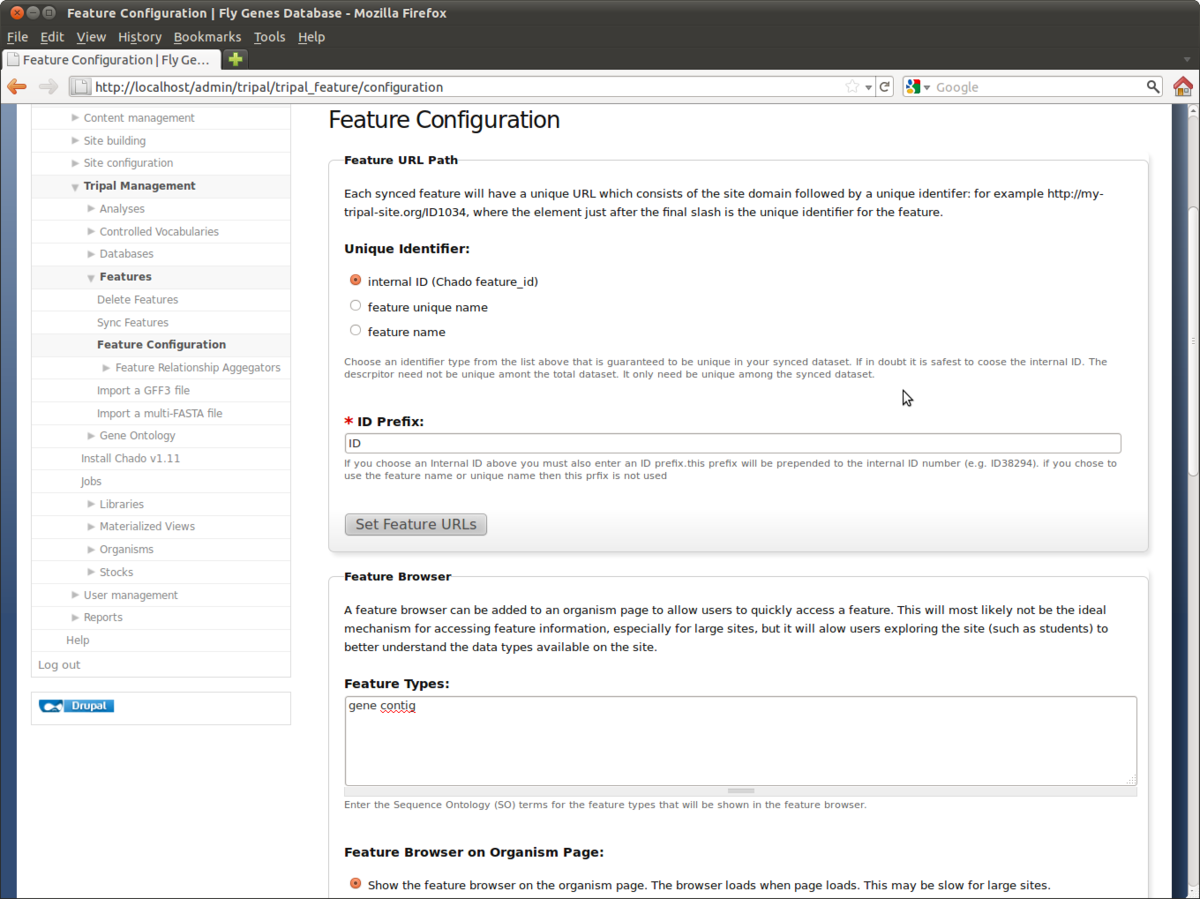 Feature Configuration | Fly Genes Database - Mozilla Firefox
File Edit View History Bookmarks Tools Help
Feature Configuration | Fly Ge...
http://localhost/admin/tripal/tripal_feature/configuration
Google
Content management
Site building
Site configuration
Tripal Management
Analyses
Controlled Vocabularies
Databases
Features
Delete Features
Sync Features
Feature Configuration
Feature Relationship Aggegators
Import a GFF3 file
Import a multi-FASTA file
Gene Ontology
Install Chado v1.11
Jobs
Libraries
Materialized Views
Organisms
Stocks
User management
Reports
Help
Log out
Drupal
Feature Configuration
Feature URL Path
Each synced feature will have a unique URL which consists of the site domain followed by a unique identifer: for example http://my-
tripal-site.org/ID1034, where the element just after the final slash is the unique identifier for the feature.
Unique Identifier:
internal ID (Chado feature_id)
feature unique name
feature name
Choose an identifier type from the list above that is guaranteed to be unique in your synced dataset. If in doubt it is safest to coose the internal ID. The
descrpitor need not be unique amont the total dataset. It only need be unique among the synced dataset.
* ID Prefix:
ID
If you choose an Internal ID above you must also enter an ID prefix.this prefix will be prepended to the internal ID number (e.g. ID38294). if you chose to
use the feature name or unique name then this prfix is not used
Set Feature URLs
Feature Browser
A feature browser can be added to an organism page to allow users to quickly access a feature. This will most likely not be the ideal
mechanism for accessing feature information, especially for large sites, but it will alow users exploring the site (such as students) to
better understand the data types available on the site.
Feature Types:
gene contig
Enter the Sequence Ontology (SO) terms for the feature types that will be shown in the feature browser.
Feature Browser on Organism Page:
Show the feature browser on the organism page. The browser loads when page loads. This may be slow for large sites.